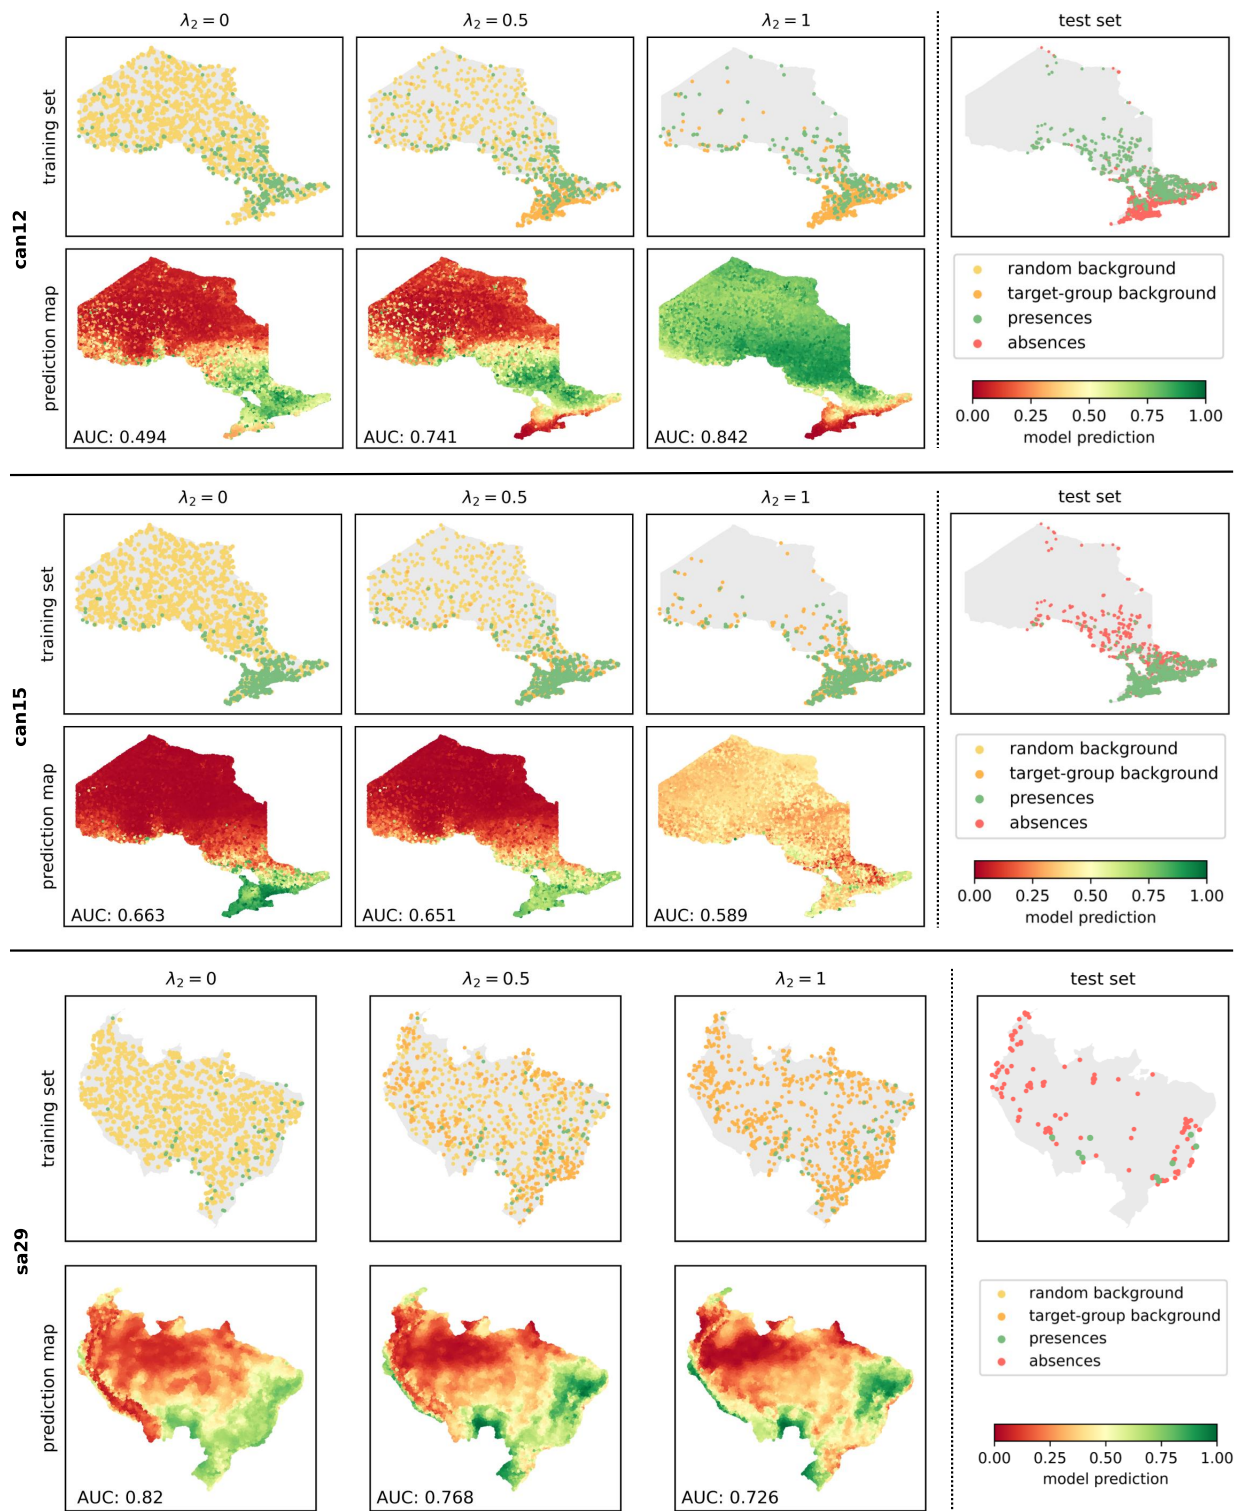 λ₂ = 0
λ₂ = 0.5
λ₂ = 1
test set
can12
training set
random background
target-group background
presences
absences
prediction map
AUC: 0.494
AUC: 0.741
AUC: 0.842
0.00 0.25 0.50 0.75 1.00
model prediction
λ₂ = 0
λ₂ = 0.5
λ₂ = 1
test set
can15
training set
random background
target-group background
presences
absences
prediction map
AUC: 0.663
AUC: 0.651
AUC: 0.589
0.00 0.25 0.50 0.75 1.00
model prediction
λ₂ = 0
λ₂ = 0.5
λ₂ = 1
test set
sa29
training set
random background
target-group background
presences
absences
prediction map
AUC: 0.82
AUC: 0.768
AUC: 0.726
0.00 0.25 0.50 0.75 1.00
model prediction